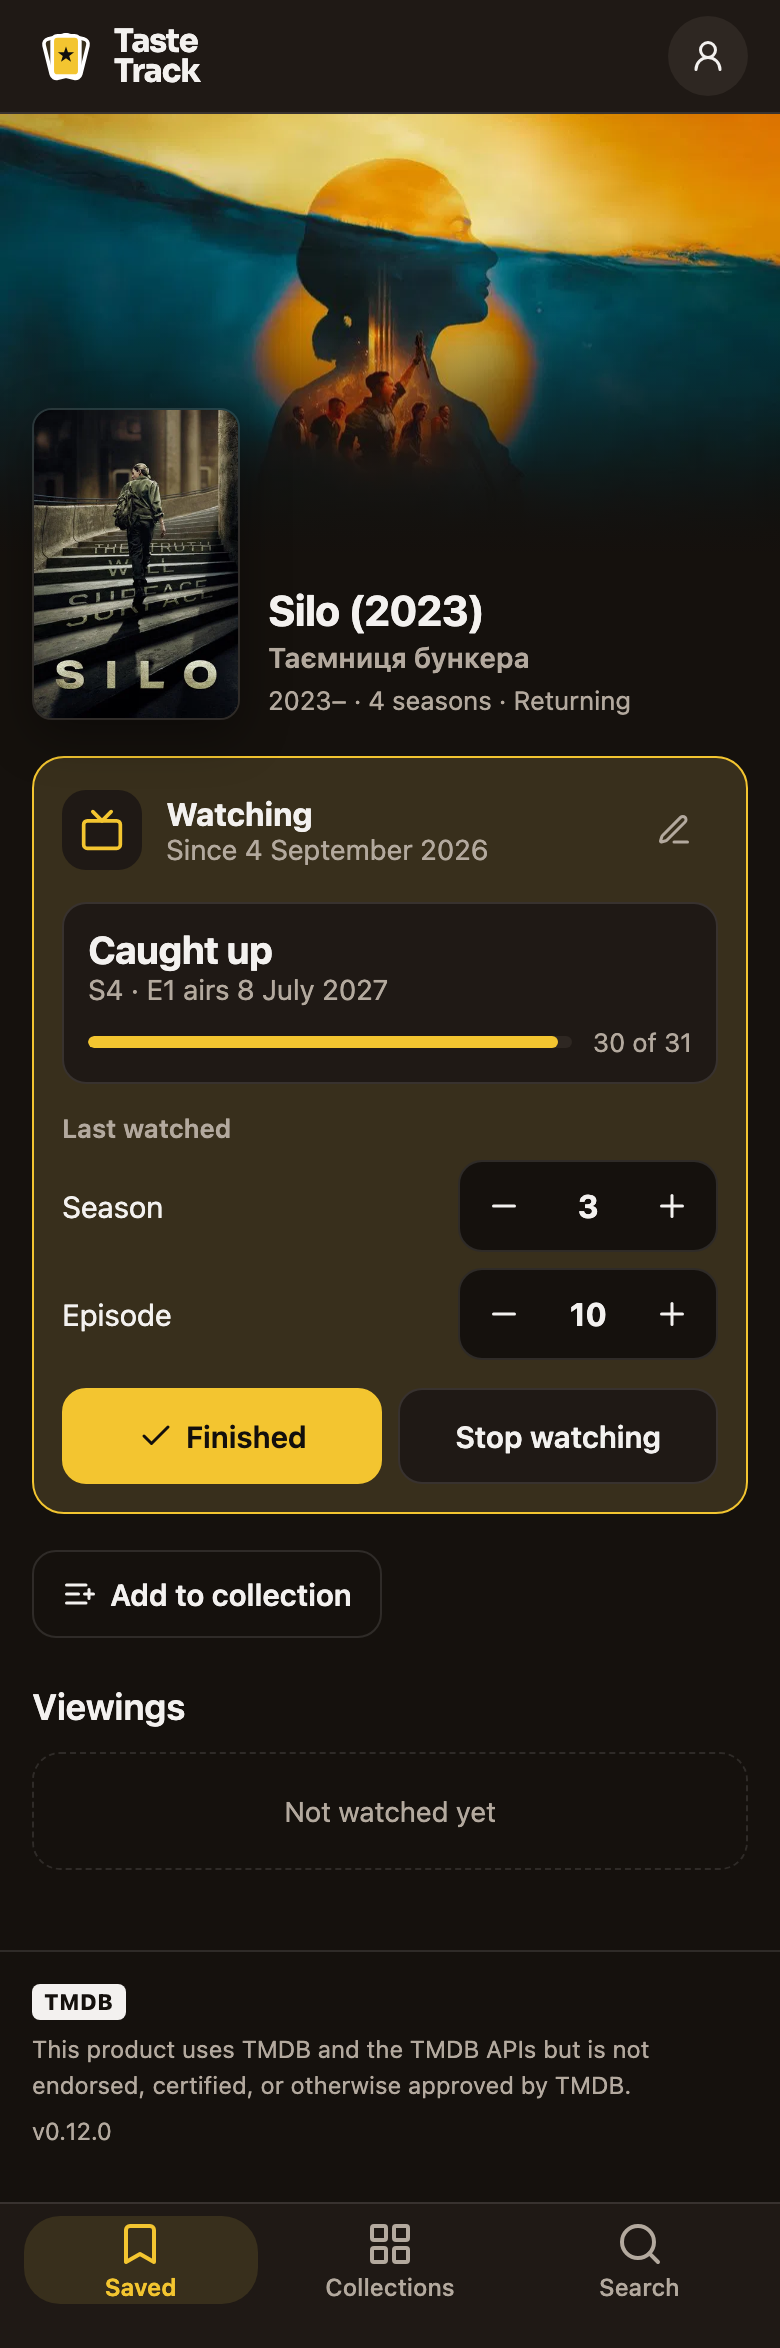 Taste
Track
THE TRUTH
WILL
SURFACE
SILO
Silo (2023)
Таємниця бункера
2023– · 4 seasons · Returning
Watching
Since 4 September 2026
Caught up
S4 · E1 airs 8 July 2027
30 of 31
Last watched
Season
3
Episode
10
Finished
Stop watching
Add to collection
Viewings
Not watched yet
TMDB
This product uses TMDB and the TMDB APIs but is not
endorsed, certified, or otherwise approved by TMDB.
v0.12.0
Saved
Collections
Search